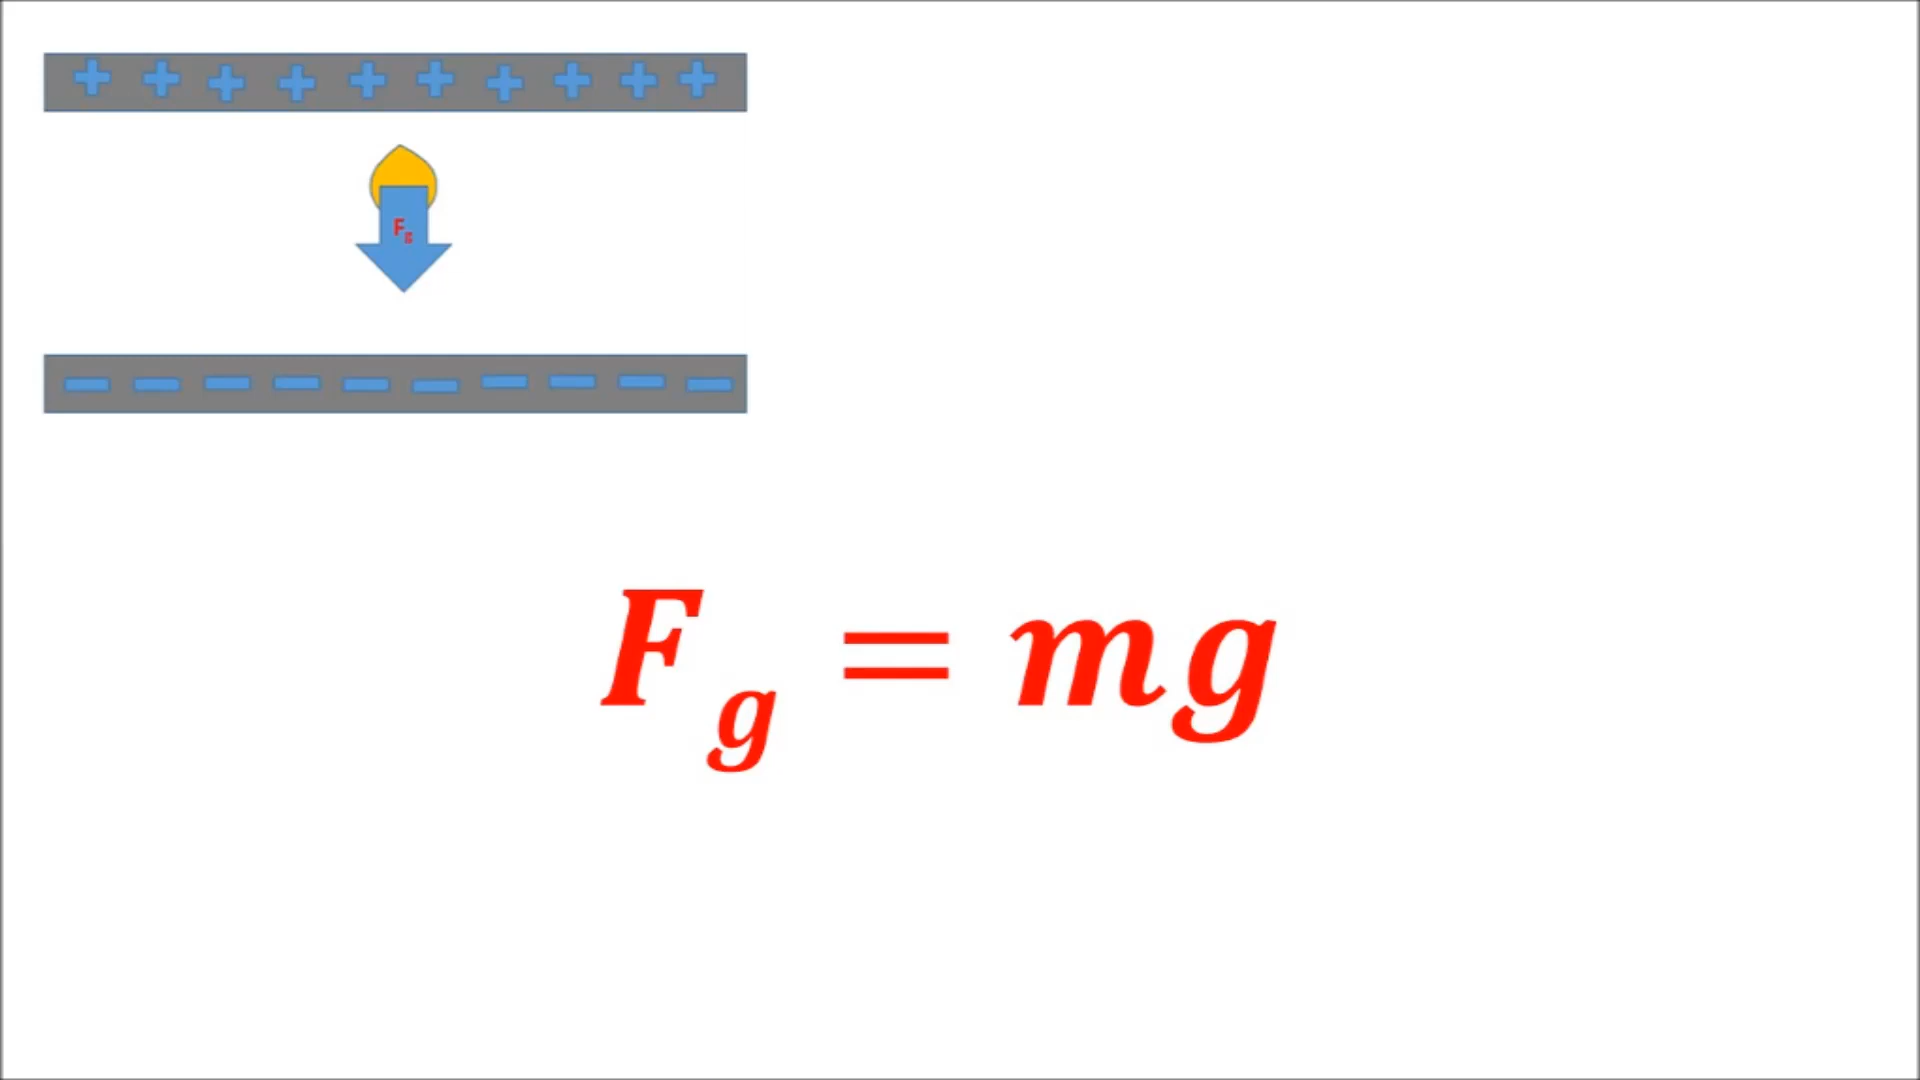 + + + + + + + + + +
F_g
− − − − − − − − − −
F_g = mg